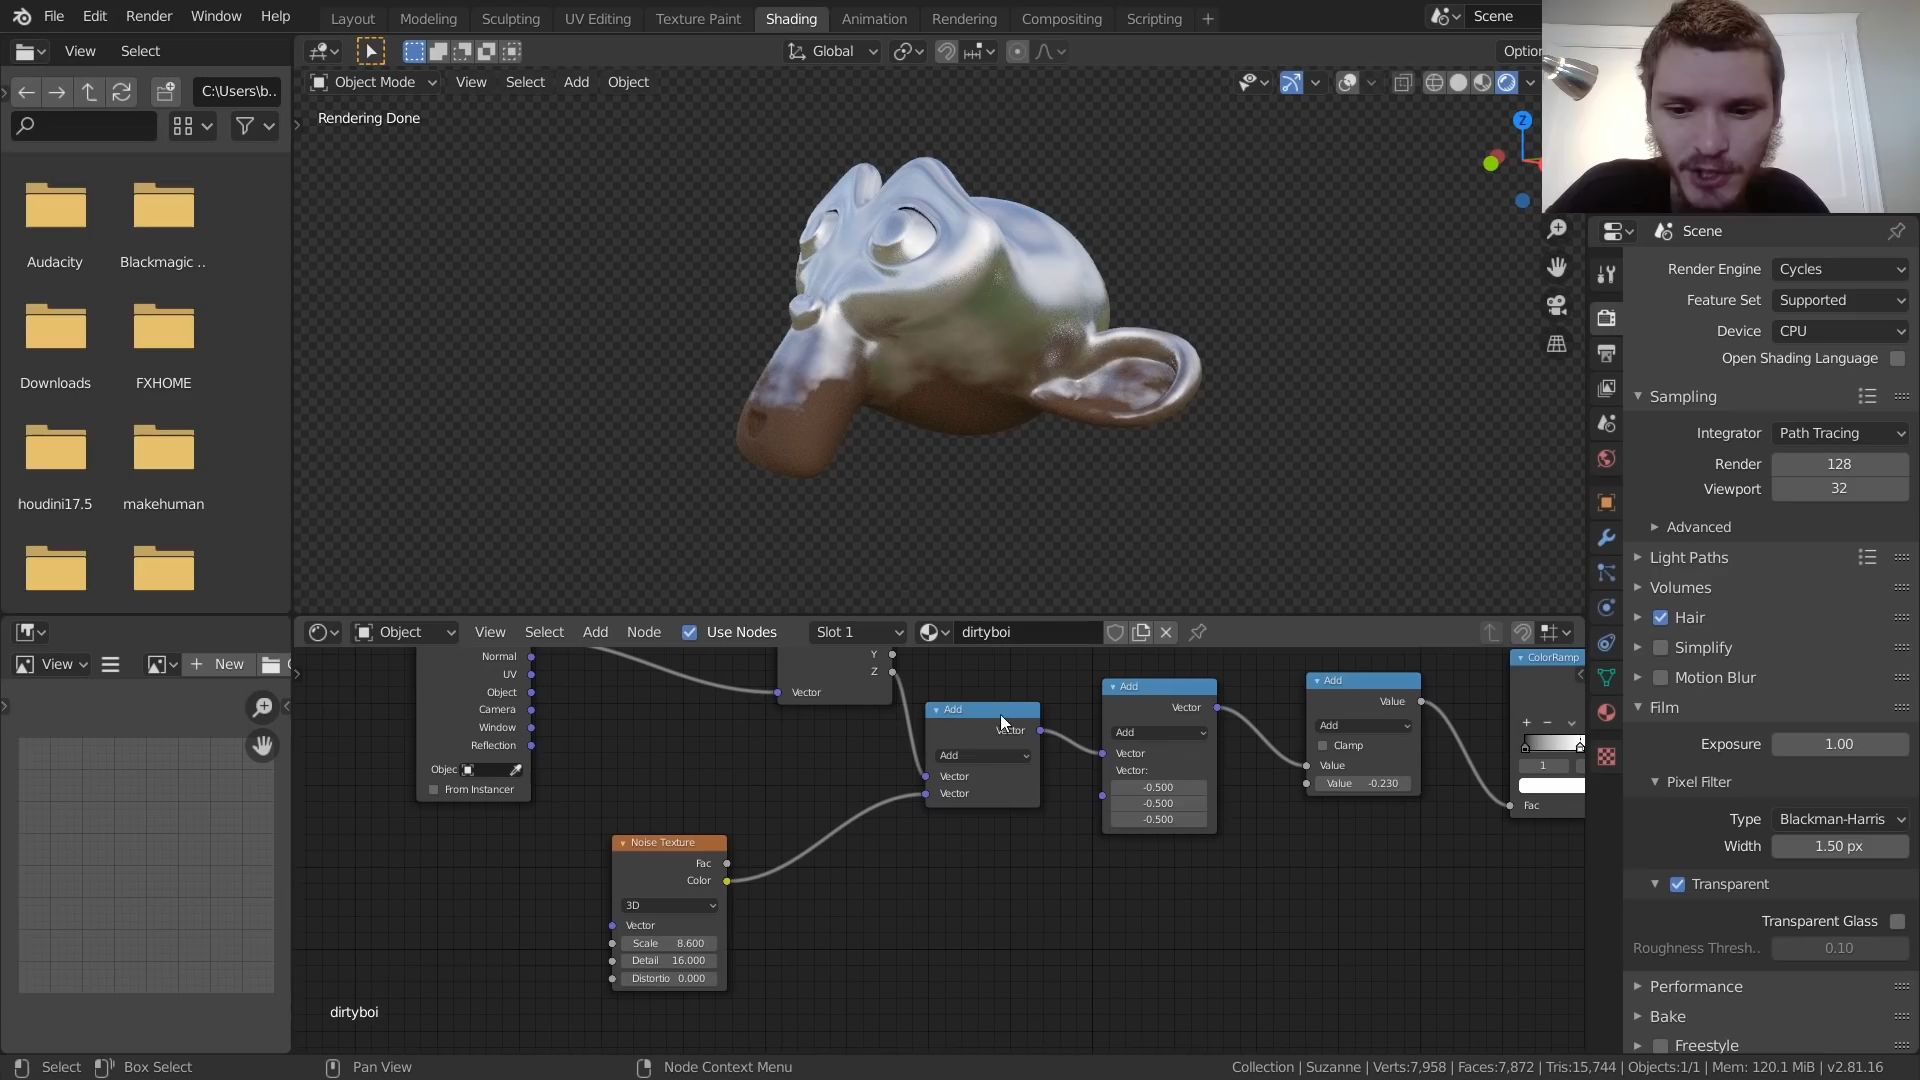 File Edit Render Window Help Layout Modeling Sculpting UV Editing Texture Paint Shading Animation Rendering Compositing Scripting + Scene
View Select
Global
C:\Users\b..
Object Mode View Select Add Object
Rendering Done
Z
Audacity Blackmagic ..
Downloads FXHOME
houdini17.5 makehuman
Scene
Render Engine Cycles
Feature Set Supported
Device CPU
Open Shading Language
Sampling
Integrator Path Tracing
Render 128
Viewport 32
Advanced
Light Paths
Volumes
Hair
Simplify
Motion Blur
Film
Exposure 1.00
Pixel Filter
Type Blackman-Harris
Width 1.50 px
Transparent
Transparent Glass
Roughness Thresh.. 0.10
Performance
Bake
Freestyle
View New
Object View Select Add Node Use Nodes Slot 1 dirtyboi
Normal
UV
Object
Camera
Window
Reflection
Objec
From Instancer
Y
Z
Vector
Add
Vector
Add
Vector
Vector
Add
Vector
Add
Vector
Vector:
-0.500
-0.500
-0.500
Add
Value
Add
Clamp
Value
Value -0.230
ColorRamp
1
Fac
Noise Texture
Fac
Color
3D
Vector
Scale 8.600
Detail 16.000
Distortio 0.000
dirtyboi
Select Box Select Pan View Node Context Menu Collection | Suzanne | Verts:7,958 | Faces:7,872 | Tris:15,744 | Objects:1/1 | Mem: 120.1 MiB | v2.81.16